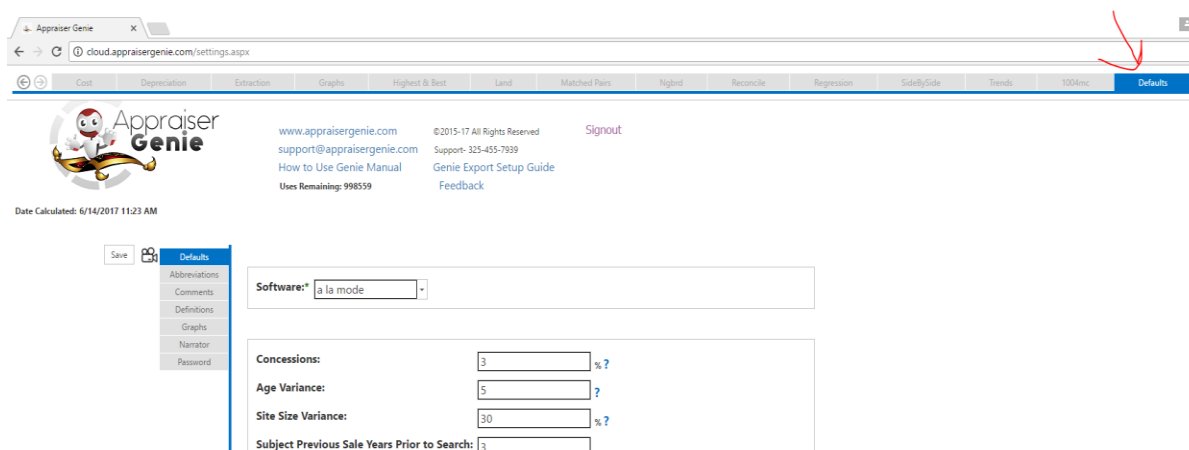 Appraiser Genie
cloud.appraisergenie.com/settings.aspx
Cost Depreciation Extraction Graphs Highest & Best Land Matched Pairs Ngbrd Reconcile Regression SideBySide Trends 1004mc Defaults
Appraiser
Genie
www.appraisergenie.com ©2015-17 All Rights Reserved Signout
support@appraisergenie.com Support- 325-455-7939
How to Use Genie Manual Genie Export Setup Guide
Uses Remaining: 998559 Feedback
Date Calculated: 6/14/2017 11:23 AM
Save Defaults
Abbreviations
Comments
Definitions
Graphs
Narrator
Password
Software:* a la mode
Concessions: 3 % ?
Age Variance: 5 ?
Site Size Variance: 30 % ?
Subject Previous Sale Years Prior to Search: 3